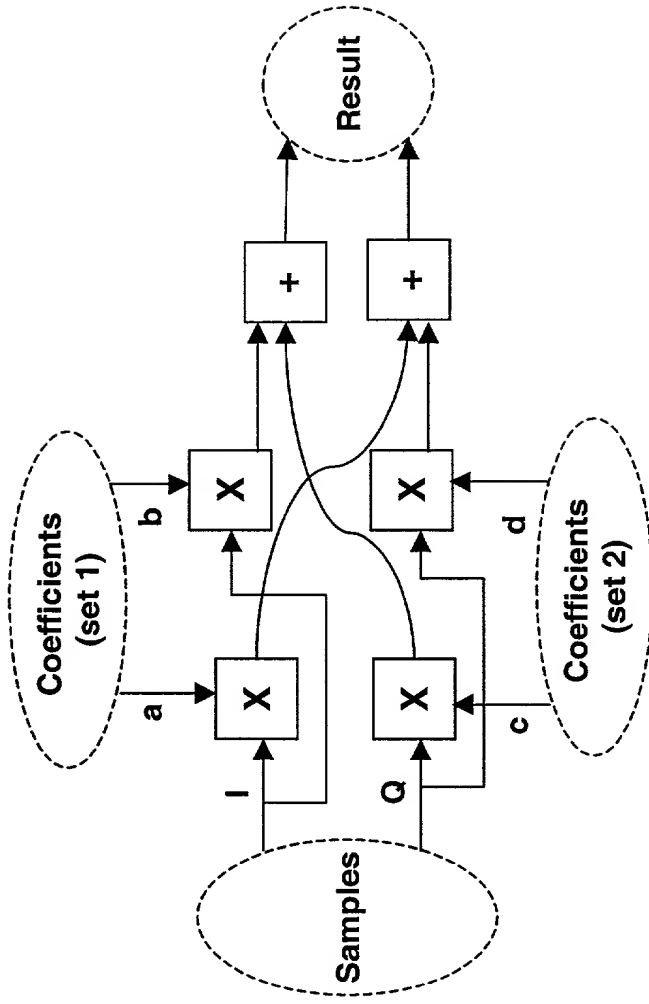 Samples
Q
I
c
X
X
a
Coefficients
(set 2)
Coefficients
(set 1)
d
X
X
b
+
+
Result